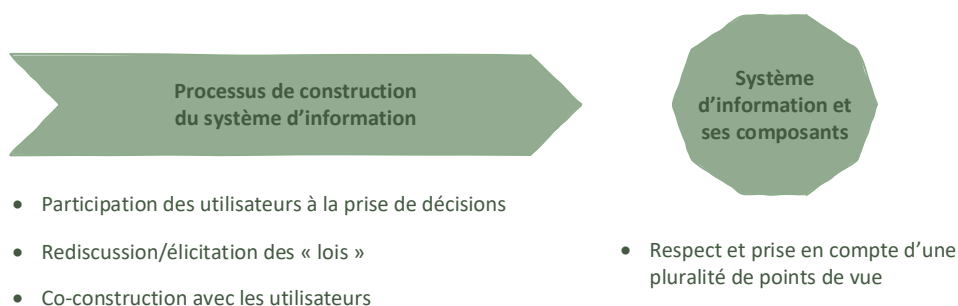 Processus de construction
du système d’information
Système
d’information et
ses composants
• Participation des utilisateurs à la prise de décisions
• Rediscussion/élicitation des « lois »
• Co-construction avec les utilisateurs
• Respect et prise en compte d’une
pluralité de points de vue